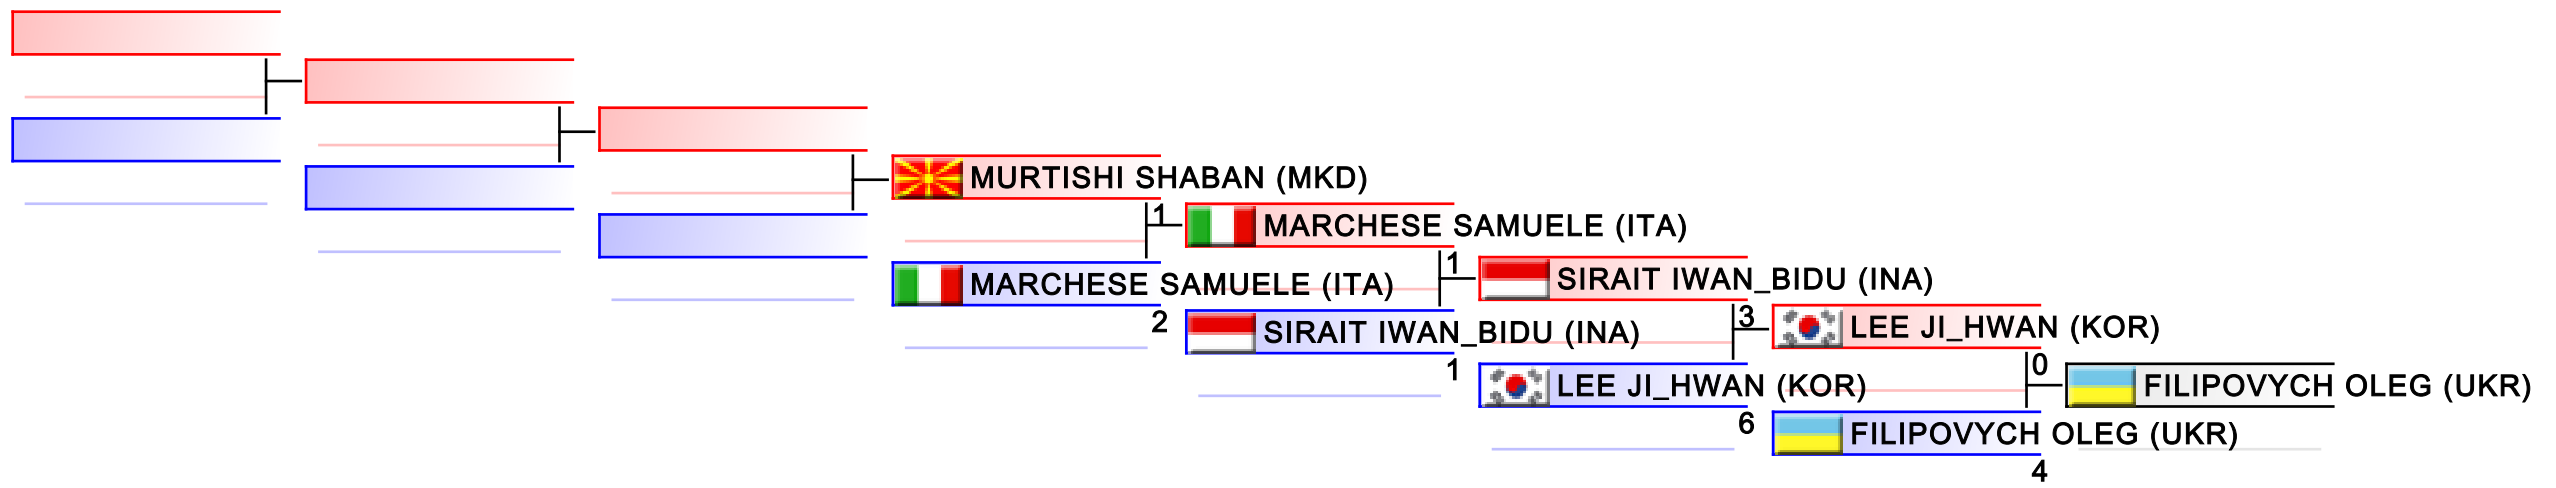 MURTISHI SHABAN (MKD)
1
MARCHESE SAMUELE (ITA)
MARCHESE SAMUELE (ITA)
2
1
SIRAIT IWAN_BIDU (INA)
SIRAIT IWAN_BIDU (INA)
1
3
LEE JI_HWAN (KOR)
LEE JI_HWAN (KOR)
6
0
FILIPOVYCH OLEG (UKR)
FILIPOVYCH OLEG (UKR)
4